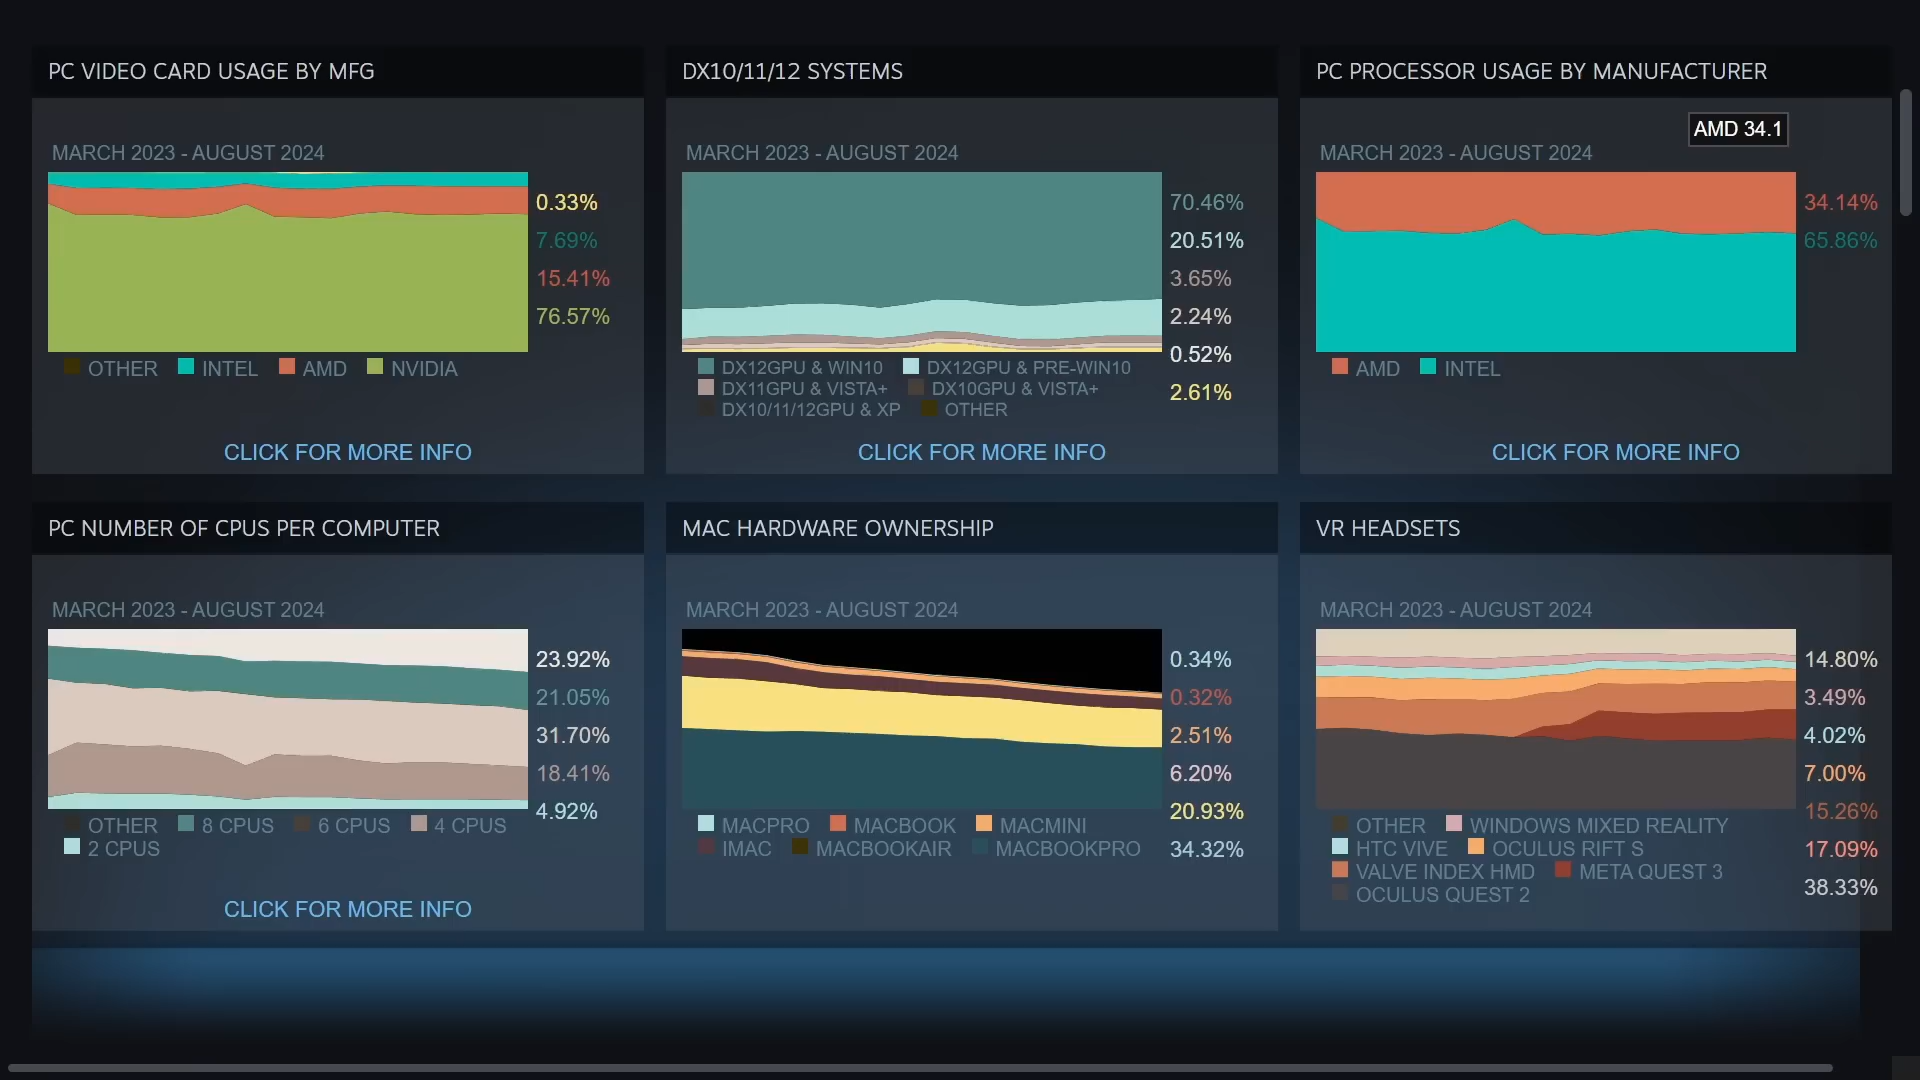 PC VIDEO CARD USAGE BY MFG
MARCH 2023 - AUGUST 2024
0.33%
7.69%
15.41%
76.57%
OTHER INTEL AMD NVIDIA
CLICK FOR MORE INFO
DX10/11/12 SYSTEMS
MARCH 2023 - AUGUST 2024
70.46%
20.51%
3.65%
2.24%
0.52%
2.61%
DX12GPU & WIN10 DX12GPU & PRE-WIN10
DX11GPU & VISTA+ DX10GPU & VISTA+
DX10/11/12GPU & XP OTHER
CLICK FOR MORE INFO
PC PROCESSOR USAGE BY MANUFACTURER
AMD 34.1
MARCH 2023 - AUGUST 2024
34.14%
65.86%
AMD INTEL
CLICK FOR MORE INFO
PC NUMBER OF CPUS PER COMPUTER
MARCH 2023 - AUGUST 2024
23.92%
21.05%
31.70%
18.41%
4.92%
OTHER 8 CPUS 6 CPUS 4 CPUS
2 CPUS
CLICK FOR MORE INFO
MAC HARDWARE OWNERSHIP
MARCH 2023 - AUGUST 2024
0.34%
0.32%
2.51%
6.20%
20.93%
34.32%
MACPRO MACBOOK MACMINI
IMAC MACBOOKAIR MACBOOKPRO
VR HEADSETS
MARCH 2023 - AUGUST 2024
14.80%
3.49%
4.02%
7.00%
15.26%
17.09%
38.33%
OTHER WINDOWS MIXED REALITY
HTC VIVE OCULUS RIFT S
VALVE INDEX HMD META QUEST 3
OCULUS QUEST 2